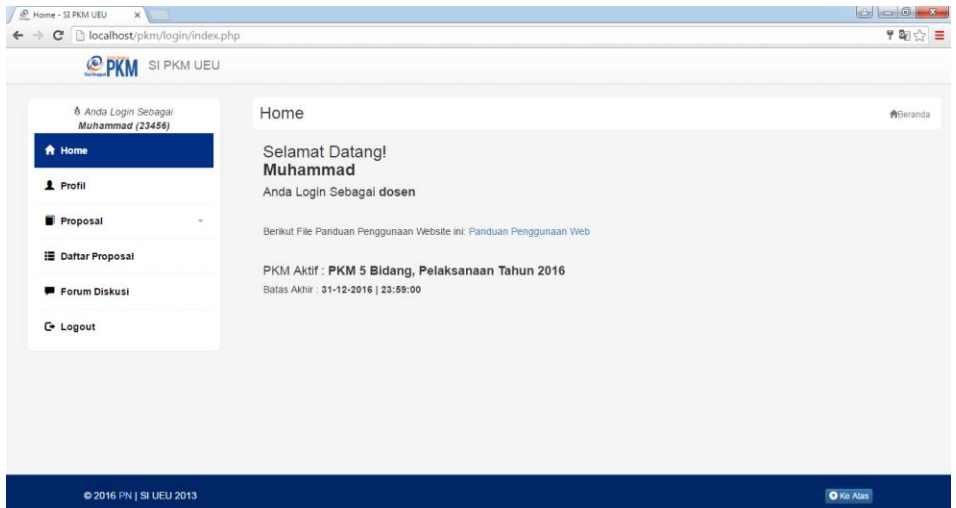 Home - SI PKM UEU
localhost/pkm/login/index.php
PKM SI PKM UEU
Anda Login Sebagai
Muhammad (23456)
Home
Profil
Proposal
Daftar Proposal
Forum Diskusi
Logout
Home
Beranda
Selamat Datang!
Muhammad
Anda Login Sebagai dosen
Berikut File Panduan Penggunaan Website ini: Panduan Penggunaan Web
PKM Aktif : PKM 5 Bidang, Pelaksanaan Tahun 2016
Batas Akhir : 31-12-2016 | 23:59:00
© 2016 PN | SI UEU 2013
Ke Atas